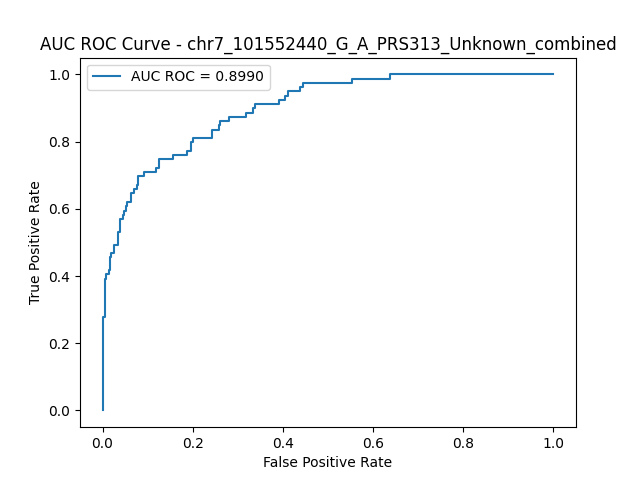 AUC ROC Curve - chr7_101552440_G_A_PRS313_Unknown_combined
AUC ROC = 0.8990
1.0
0.8
0.6
0.4
0.2
0.0
True Positive Rate
0.0 0.2 0.4 0.6 0.8 1.0
False Positive Rate